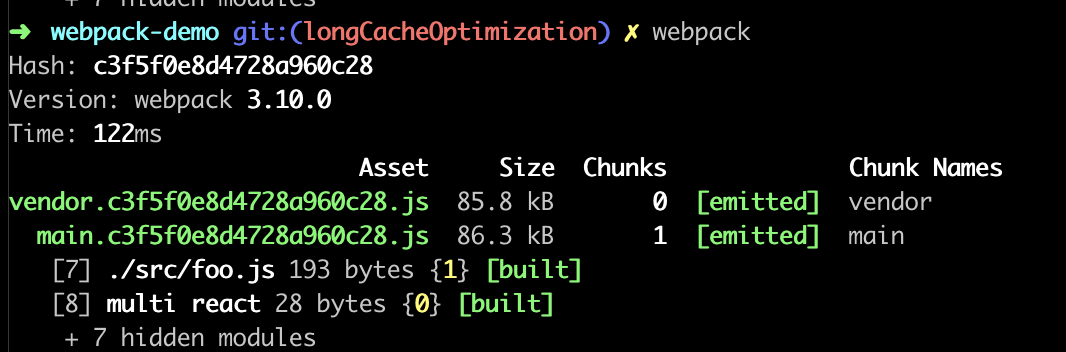 + 7 hidden modules
➜ webpack-demo git:(longCacheOptimization) ✗ webpack
Hash: c3f5f0e8d4728a960c28
Version: webpack 3.10.0
Time: 122ms
Asset Size Chunks Chunk Names
vendor.c3f5f0e8d4728a960c28.js 85.8 kB 0 [emitted] vendor
main.c3f5f0e8d4728a960c28.js 86.3 kB 1 [emitted] main
[7] ./src/foo.js 193 bytes {1} [built]
[8] multi react 28 bytes {0} [built]
+ 7 hidden modules